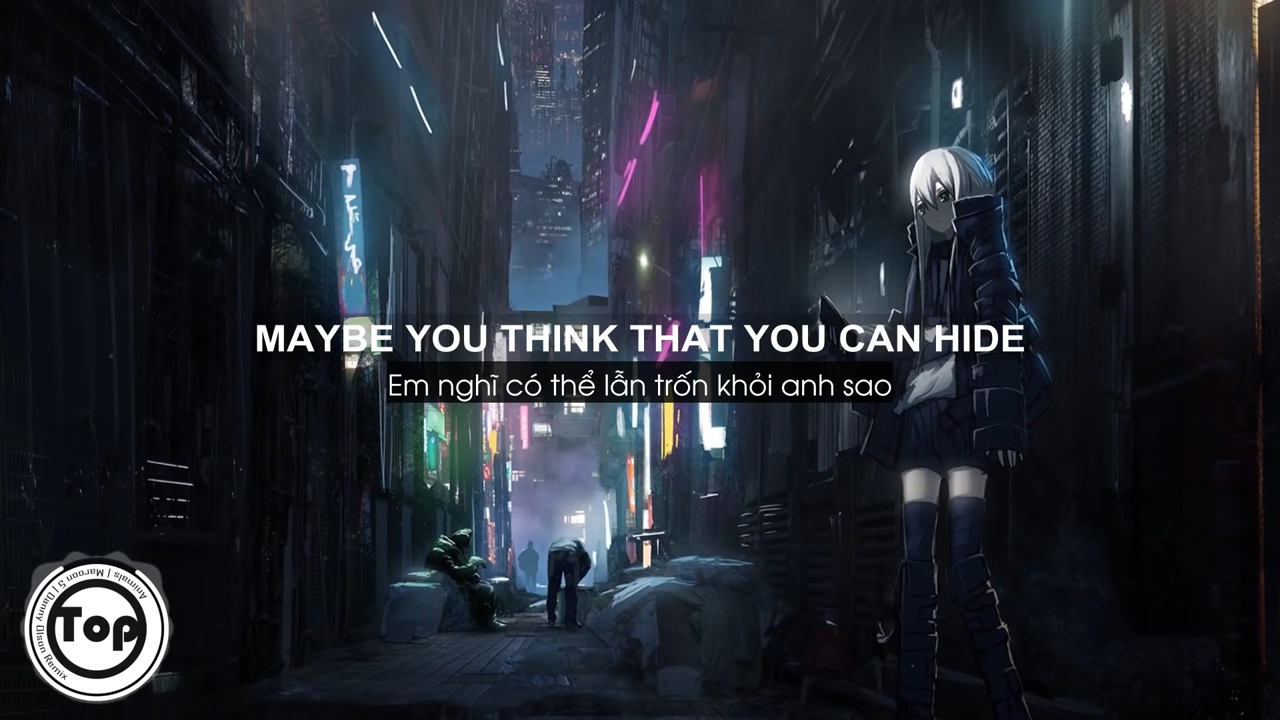 MAYBE YOU THINK THAT YOU CAN HIDE
Em nghĩ có thể lẫn trốn khỏi anh sao
Top
Animals | Maroon 5 | Danny Olson Remix